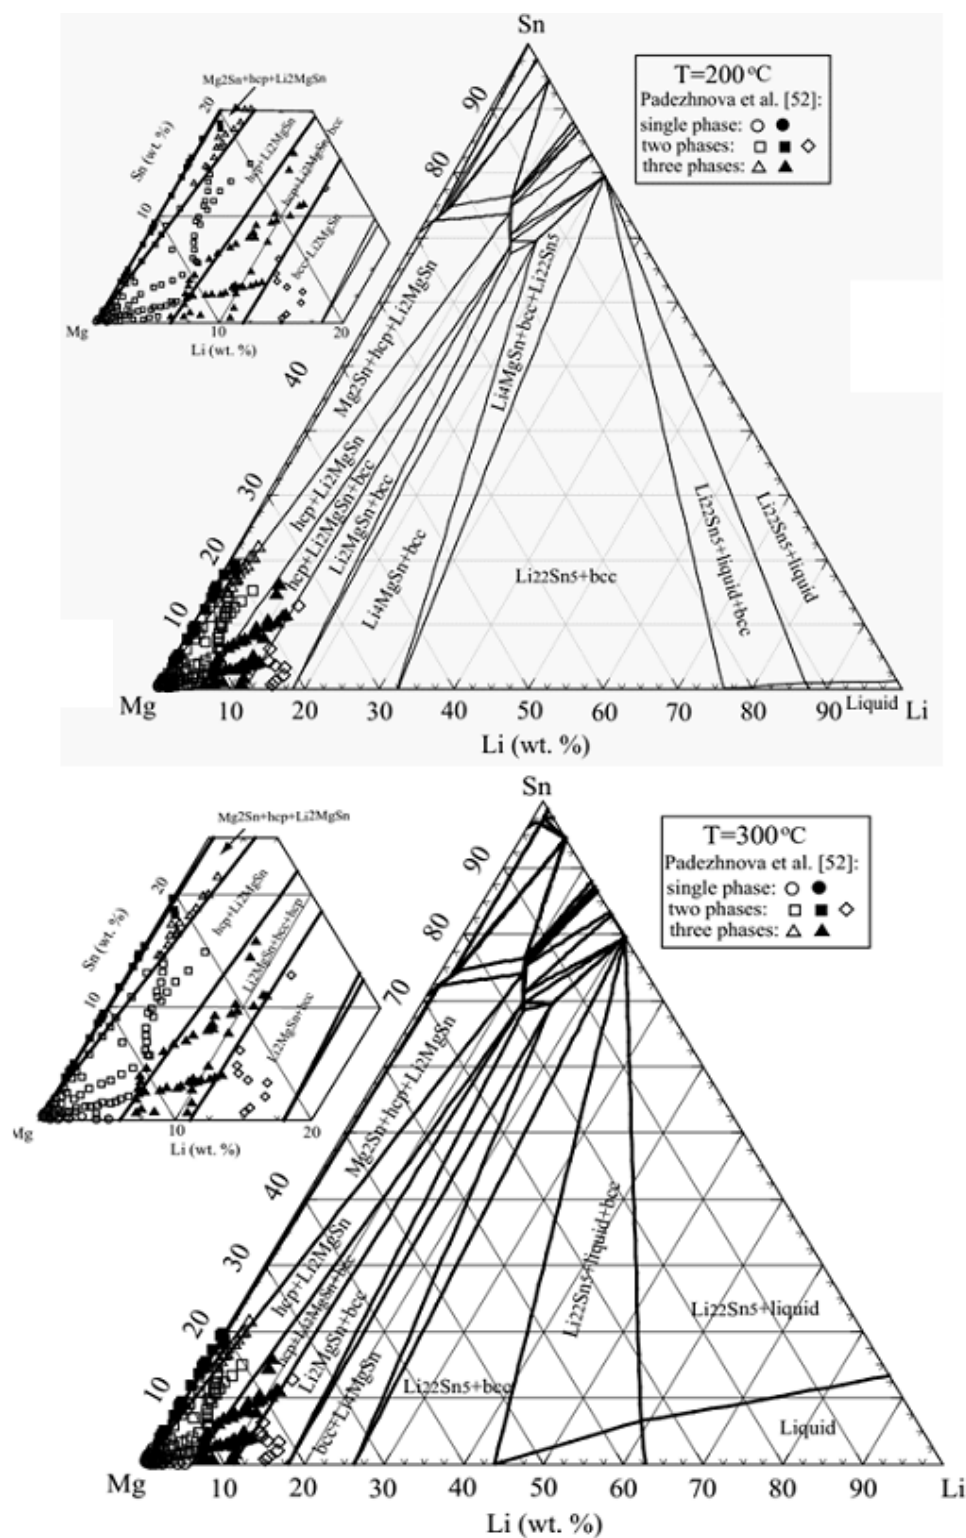 Sn
T=200°C
Padezhnova et al. [52]:
single phase:
two phases:
three phases:
Mg2Sn+hcp+Li2MgSn
20
Sn (wt. %)
hcp+Li2MgSn
hcp+Li2MgSn+bcc
10
bcc+Li2MgSn
Mg
10
20
Li (wt. %)
90
80
40
30
20
10
Mg2Sn+hcp+Li2MgSn
hcp+Li2MgSn
hcp+Li2MgSn+bcc
Li2MgSn+bcc
Li4MgSn+bcc
Li4MgSn+bcc+Li22Sn5
Li22Sn5+bcc
Li22Sn5+liquid+bcc
Li22Sn5+liquid
Liquid
Mg
10
20
30
40
50
60
70
80
90
Li
Li (wt. %)
Sn
T=300°C
Padezhnova et al. [52]:
single phase:
two phases:
three phases:
Mg2Sn+hcp+Li2MgSn
20
Sn (wt. %)
hcp+Li2MgSn
Li2MgSn+bcc+hcp
10
Li2MgSn+bcc
Mg
10
20
Li (wt. %)
90
80
70
40
30
20
10
Mg2Sn+hcp+Li2MgSn
hcp+Li2MgSn
hcp+Li2MgSn+bcc
Li2MgSn+bcc
bcc+Li4MgSn
Li22Sn5+bcc
Li22Sn5+liquid+bcc
Li22Sn5+liquid
Liquid
Mg
10
20
30
40
50
60
70
80
90
Li
Li (wt. %)